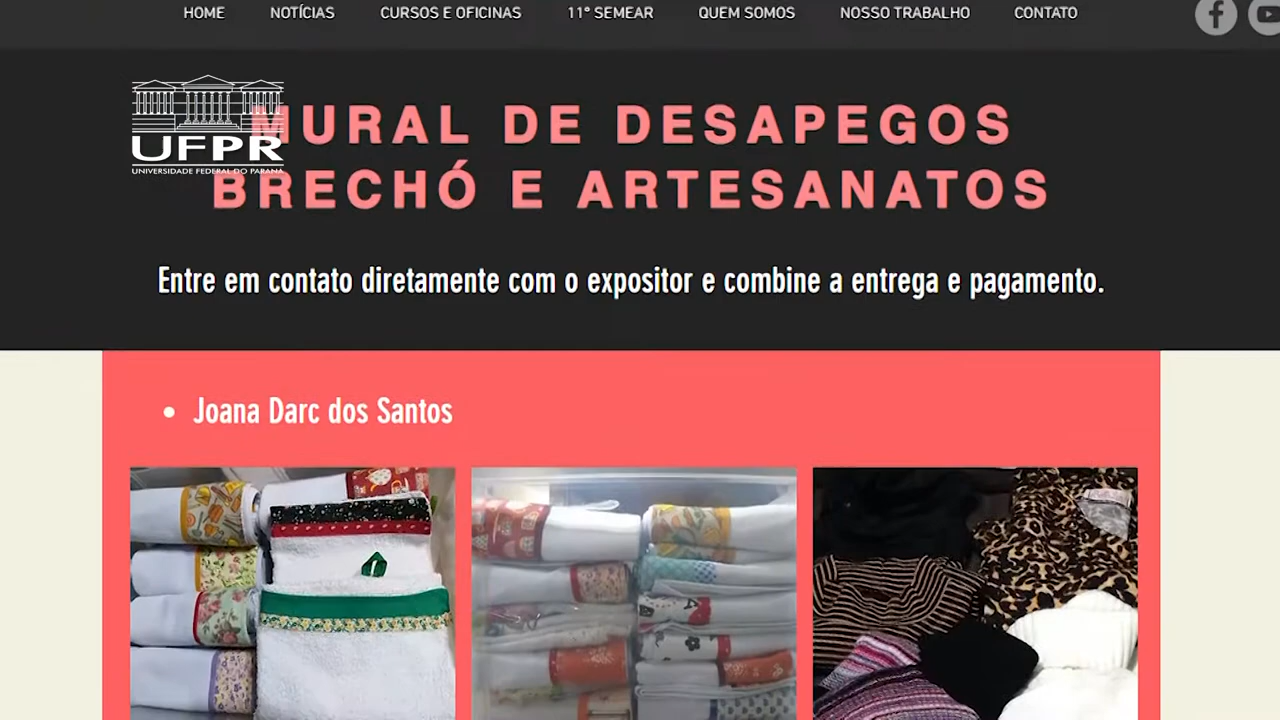 HOME NOTÍCIAS CURSOS E OFICINAS 11º SEMEAR QUEM SOMOS NOSSO TRABALHO CONTATO
MURAL DE DESAPEGOS
UFPR
UNIVERSIDADE FEDERAL DO PARANÁ
BRECHÓ E ARTESANATOS
Entre em contato diretamente com o expositor e combine a entrega e pagamento.
• Joana Darc dos Santos